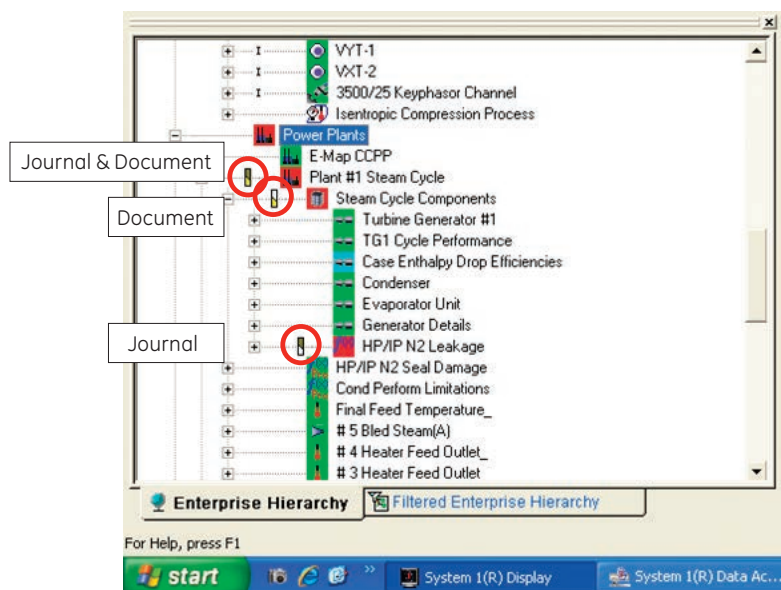 VYT-1
VXT-2
3500/25 Keyphasor Channel
Isentropic Compression Process
Power Plants
Journal & Document
E-Map CCPP
Plant #1 Steam Cycle
Steam Cycle Components
Document
Turbine Generator #1
TG1 Cycle Performance
Case Enthalpy Drop Efficiencies
Condenser
Evaporator Unit
Generator Details
Journal
HP/IP N2 Leakage
HP/IP N2 Seal Damage
Cond Perform Limitations
Final Feed Temperature_
# 5 Bled Steam(A)
# 4 Heater Feed Outlet_
# 3 Heater Feed Outlet
Enterprise Hierarchy Filtered Enterprise Hierarchy
For Help, press F1
start System 1(R) Display System 1(R) Data Ac...